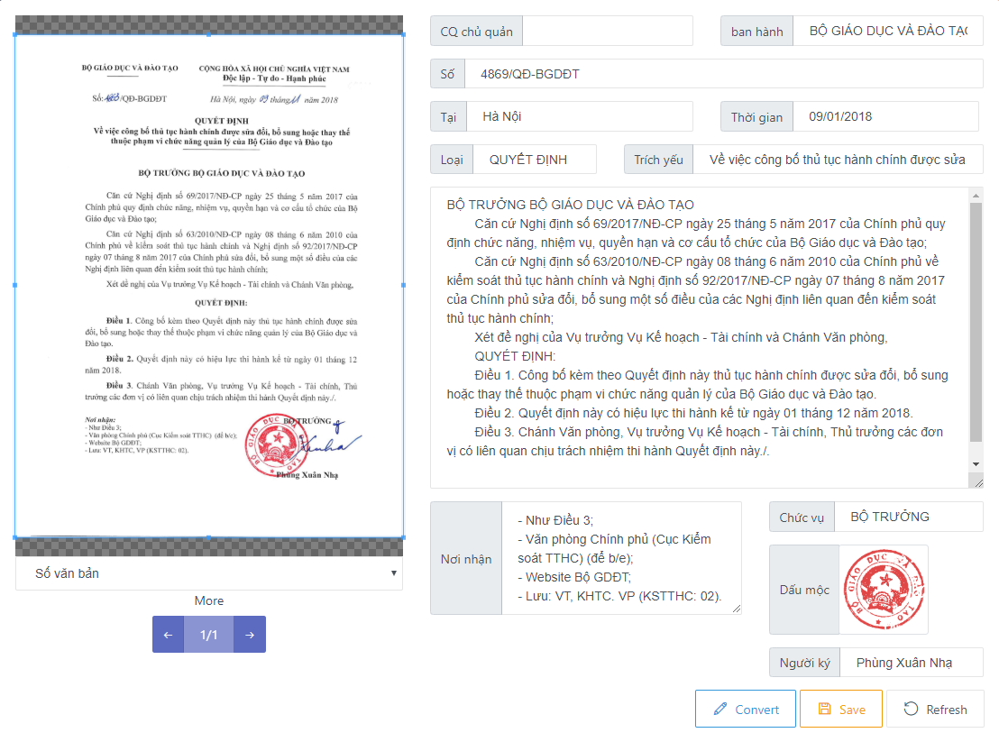 BỘ GIÁO DỤC VÀ ĐÀO TẠO
CỘNG HÒA XÃ HỘI CHỦ NGHĨA VIỆT NAM
Độc lập - Tự do - Hạnh phúc
Số: 4869/QĐ-BGDĐT
Hà Nội, ngày 09 tháng 11 năm 2018
QUYẾT ĐỊNH
Về việc công bố thủ tục hành chính được sửa đổi, bổ sung hoặc thay thế
thuộc phạm vi chức năng quản lý của Bộ Giáo dục và Đào tạo
BỘ TRƯỞNG BỘ GIÁO DỤC VÀ ĐÀO TẠO
Căn cứ Nghị định số 69/2017/NĐ-CP ngày 25 tháng 5 năm 2017 của
Chính phủ quy định chức năng, nhiệm vụ, quyền hạn và cơ cấu tổ chức của Bộ
Giáo dục và Đào tạo;
Căn cứ Nghị định số 63/2010/NĐ-CP ngày 08 tháng 6 năm 2010 của
Chính phủ về kiểm soát thủ tục hành chính và Nghị định số 92/2017/NĐ-CP
ngày 07 tháng 8 năm 2017 của Chính phủ sửa đổi, bổ sung một số điều của các
Nghị định liên quan đến kiểm soát thủ tục hành chính;
Xét đề nghị của Vụ trưởng Vụ Kế hoạch - Tài chính và Chánh Văn phòng,
QUYẾT ĐỊNH:
Điều 1. Công bố kèm theo Quyết định này thủ tục hành chính được sửa
đổi, bổ sung hoặc thay thế thuộc phạm vi chức năng quản lý của Bộ Giáo dục và
Đào tạo.
Điều 2. Quyết định này có hiệu lực thi hành kể từ ngày 01 tháng 12
năm 2018.
Điều 3. Chánh Văn phòng, Vụ trưởng Vụ Kế hoạch - Tài chính, Thủ
trưởng các đơn vị có liên quan chịu trách nhiệm thi hành Quyết định này./.
Nơi nhận:
- Như Điều 3;
- Văn phòng Chính phủ (Cục Kiểm soát TTHC) (để b/e);
- Website Bộ GDĐT;
- Lưu: VT, KHTC, VP (KSTTHC: 02).
BỘ TRƯỞNG
BỘ GIÁO DỤC VÀ ĐÀO TẠO
Phùng Xuân Nhạ
Số văn bản
More
1/1
CQ chủ quản
ban hành BỘ GIÁO DỤC VÀ ĐÀO TẠO
Số 4869/QĐ-BGDĐT
Tại Hà Nội
Thời gian 09/01/2018
Loại QUYẾT ĐỊNH
Trích yếu Về việc công bố thủ tục hành chính được sửa
BỘ TRƯỞNG BỘ GIÁO DỤC VÀ ĐÀO TẠO
Căn cứ Nghị định số 69/2017/NĐ-CP ngày 25 tháng 5 năm 2017 của Chính phủ quy
định chức năng, nhiệm vụ, quyền hạn và cơ cấu tổ chức của Bộ Giáo dục và Đào tạo;
Căn cứ Nghị định số 63/2010/NĐ-CP ngày 08 tháng 6 năm 2010 của Chính phủ về
kiểm soát thủ tục hành chính và Nghị định số 92/2017/NĐ-CP ngày 07 tháng 8 năm 2017
của Chính phủ sửa đổi, bổ sung một số điều của các Nghị định liên quan đến kiểm soát
thủ tục hành chính;
Xét đề nghị của Vụ trưởng Vụ Kế hoạch - Tài chính và Chánh Văn phòng,
QUYẾT ĐỊNH:
Điều 1. Công bố kèm theo Quyết định này thủ tục hành chính được sửa đổi, bổ sung
hoặc thay thế thuộc phạm vi chức năng quản lý của Bộ Giáo dục và Đào tạo.
Điều 2. Quyết định này có hiệu lực thi hành kể từ ngày 01 tháng 12 năm 2018.
Điều 3. Chánh Văn phòng, Vụ trưởng Vụ Kế hoạch - Tài chính, Thủ trưởng các đơn
vị có liên quan chịu trách nhiệm thi hành Quyết định này./.
Nơi nhận
- Như Điều 3;
- Văn phòng Chính phủ (Cục Kiểm
soát TTHC) (để b/e);
- Website Bộ GDĐT;
- Lưu: VT, KHTC. VP (KSTTHC: 02).
Chức vụ BỘ TRƯỞNG
Dấu mộc
BỘ GIÁO DỤC VÀ ĐÀO TẠO
Người ký Phùng Xuân Nhạ
Convert
Save
Refresh